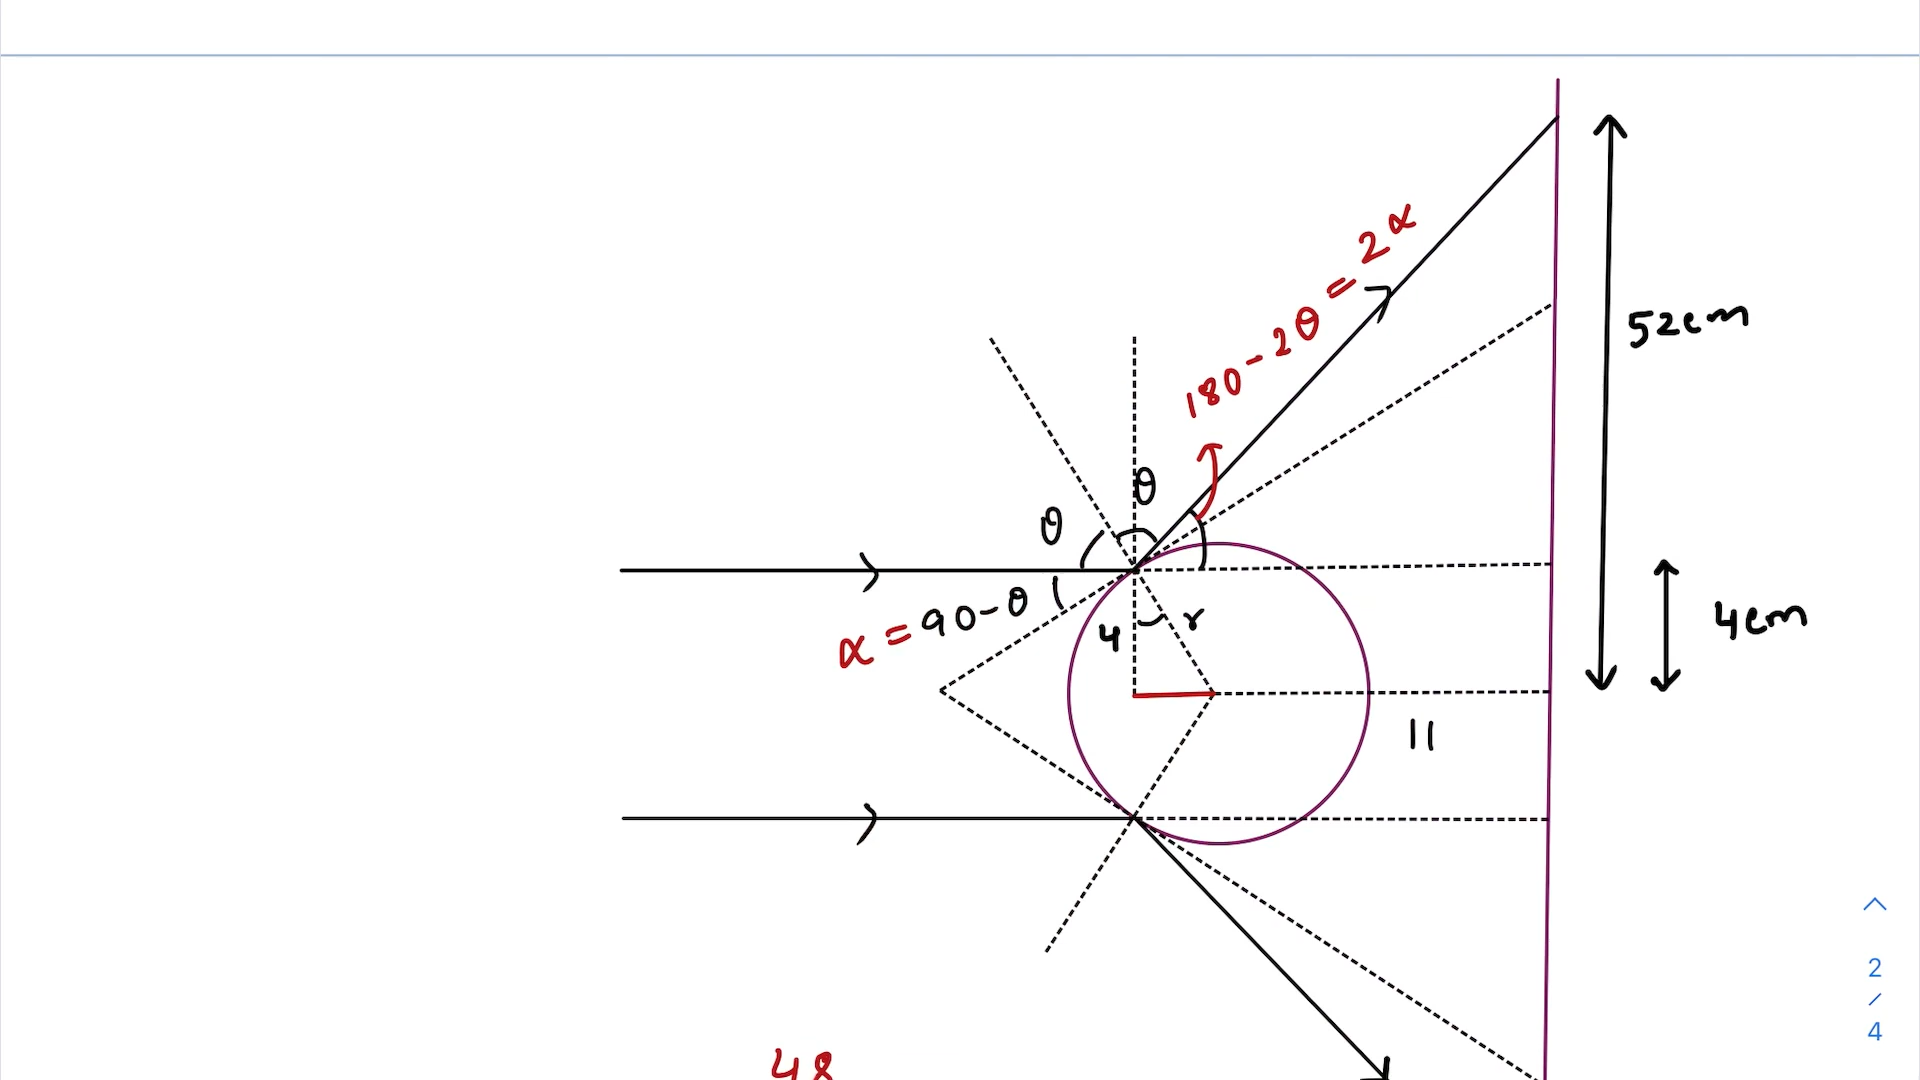 180-2θ = 2α
52cm
θ
θ
α = 90-θ
4
r
4cm
11
48
2
/
4